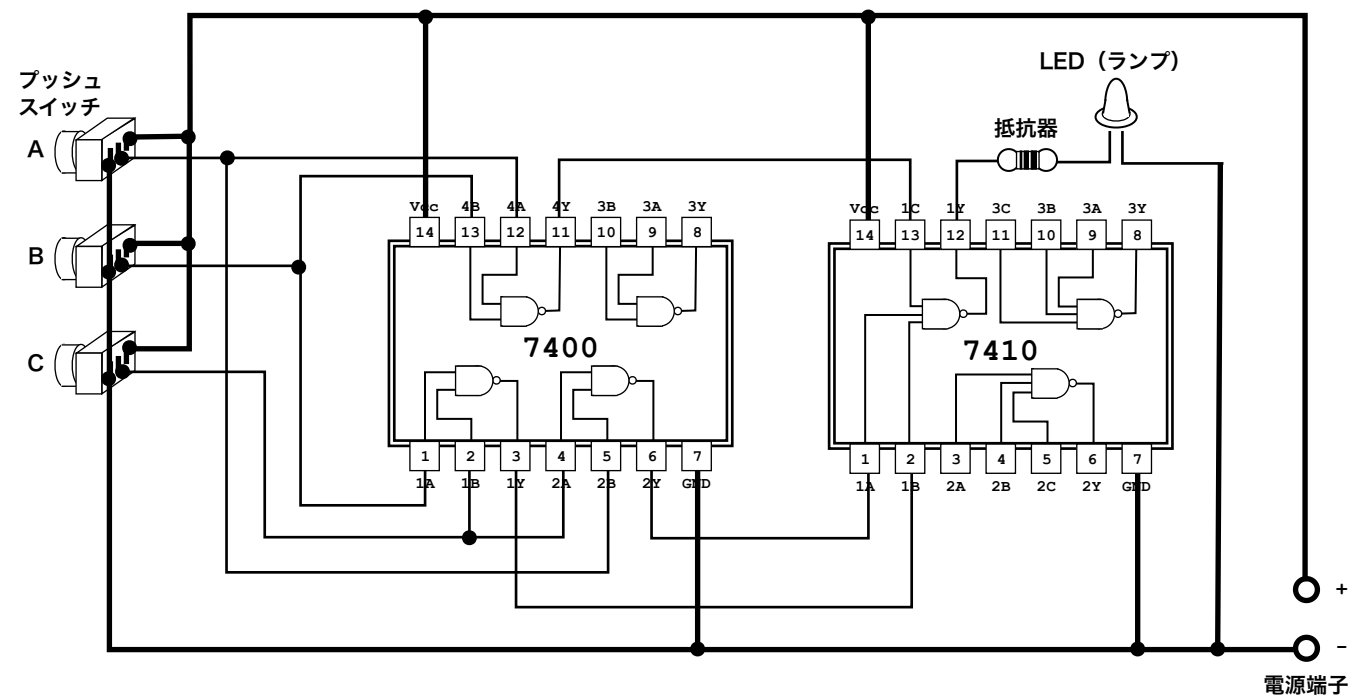 LED（ランプ）
プッシュ
スイッチ
抵抗器
A
Vcc 4B 4A 4Y 3B 3A 3Y
14 13 12 11 10 9 8
Vcc 1C 1Y 3C 3B 3A 3Y
14 13 12 11 10 9 8
B
7400
7410
C
1 2 3 4 5 6 7
1A 1B 1Y 2A 2B 2Y GND
1 2 3 4 5 6 7
1A 1B 2A 2B 2C 2Y GND
+
-
電源端子